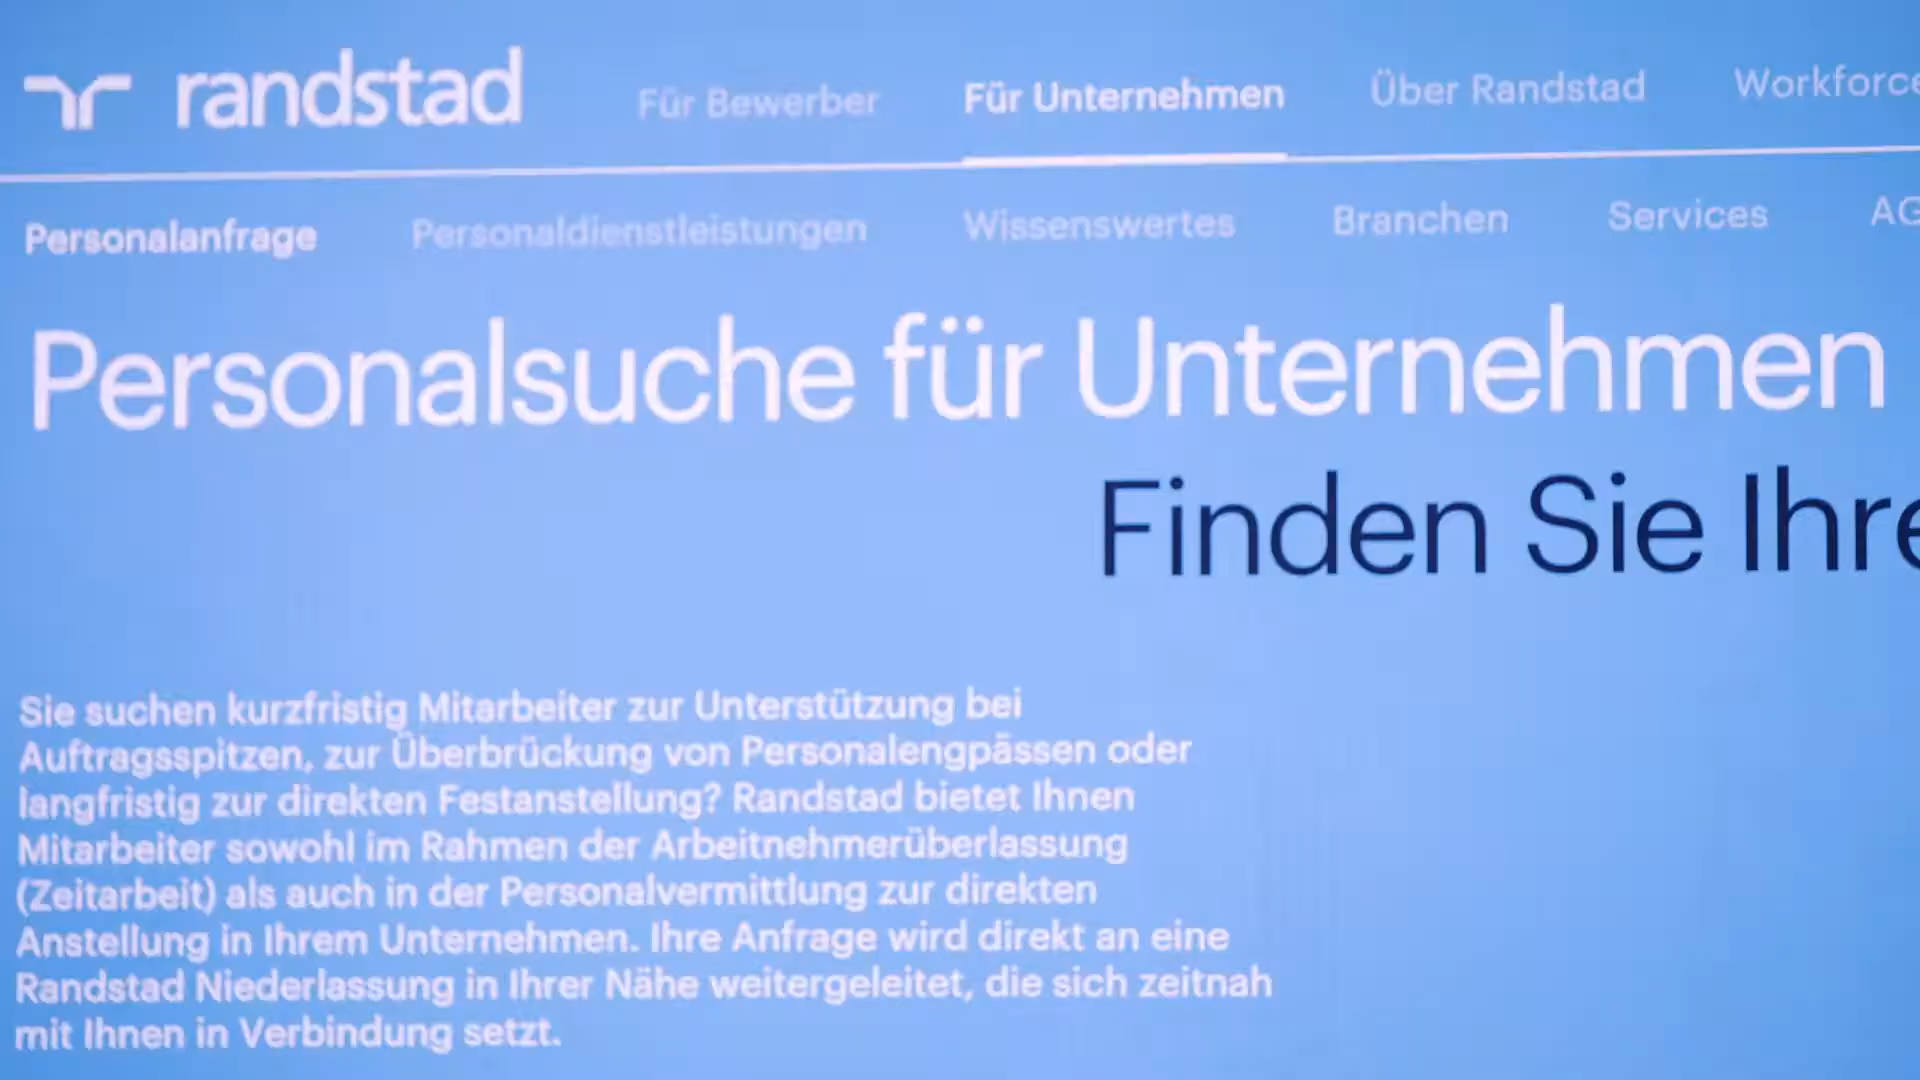 randstad
Für Bewerber
Für Unternehmen
Über Randstad
Workforce
Personalanfrage
Personaldienstleistungen
Wissenswertes
Branchen
Services
Personalsuche für Unternehmen
Finden Sie Ihre
Sie suchen kurzfristig Mitarbeiter zur Unterstützung bei
Auftragsspitzen, zur Überbrückung von Personalengpässen oder
langfristig zur direkten Festanstellung? Randstad bietet Ihnen
Mitarbeiter sowohl im Rahmen der Arbeitnehmerüberlassung
(Zeitarbeit) als auch in der Personalvermittlung zur direkten
Anstellung in Ihrem Unternehmen. Ihre Anfrage wird direkt an eine
Randstad Niederlassung in Ihrer Nähe weitergeleitet, die sich zeitnah
mit Ihnen in Verbindung setzt.